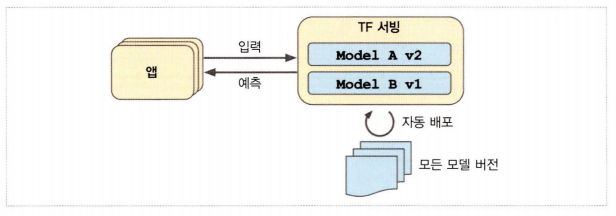 TF 서빙
입력
Model A v2
앱
예측
Model B v1
자동 배포
모든 모델 버전